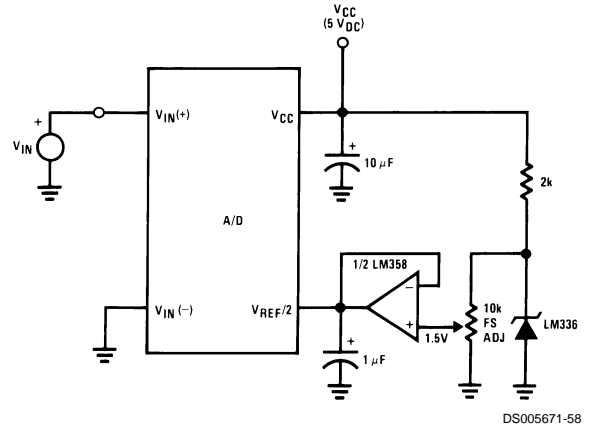 VCC
(5 VDC)
VIN(+)
VCC
+
VIN
+
10 μF
2k
A/D
1/2 LM358
VIN(−)
VREF/2
−
+
1.5V
10k
FS
ADJ
LM336
+
1 μF
DS005671-58